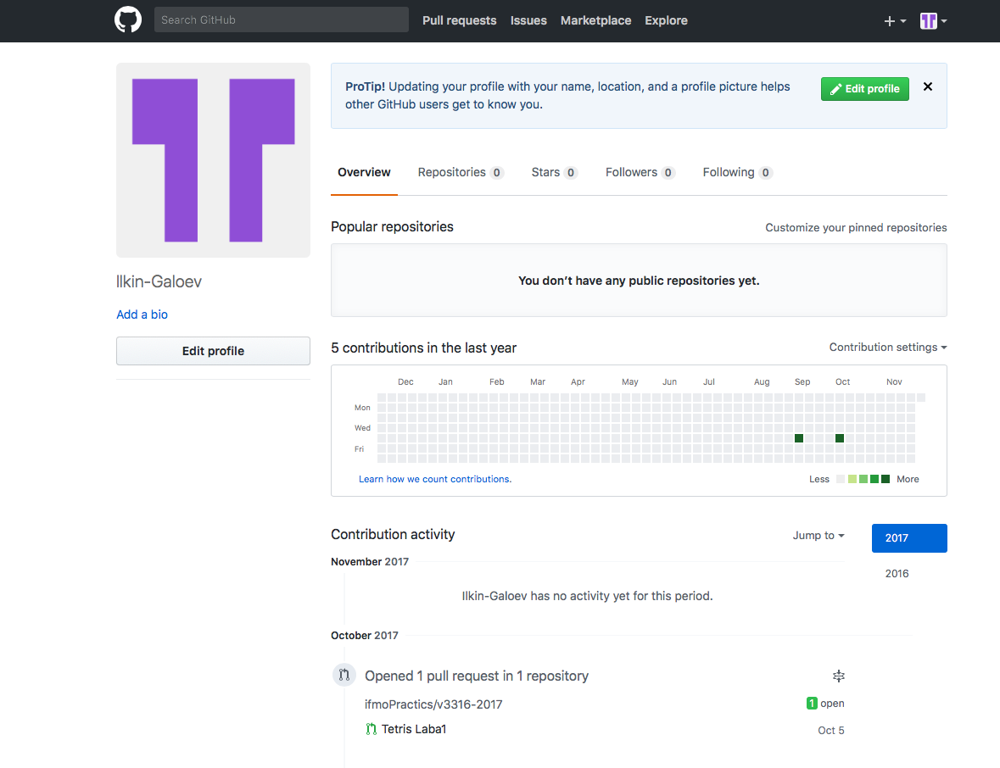 Search GitHub Pull requests Issues Marketplace Explore
ProTip! Updating your profile with your name, location, and a profile picture helps
other GitHub users get to know you.
Edit profile
Overview Repositories 0 Stars 0 Followers 0 Following 0
Ilkin-Galoev
Add a bio
Edit profile
Popular repositories Customize your pinned repositories
You don’t have any public repositories yet.
5 contributions in the last year Contribution settings
Dec Jan Feb Mar Apr May Jun Jul Aug Sep Oct Nov
Mon
Wed
Fri
Learn how we count contributions. Less More
Contribution activity Jump to 2017
2016
November 2017
Ilkin-Galoev has no activity yet for this period.
October 2017
Opened 1 pull request in 1 repository
ifmoPractics/v3316-2017 1 open
Tetris Laba1 Oct 5